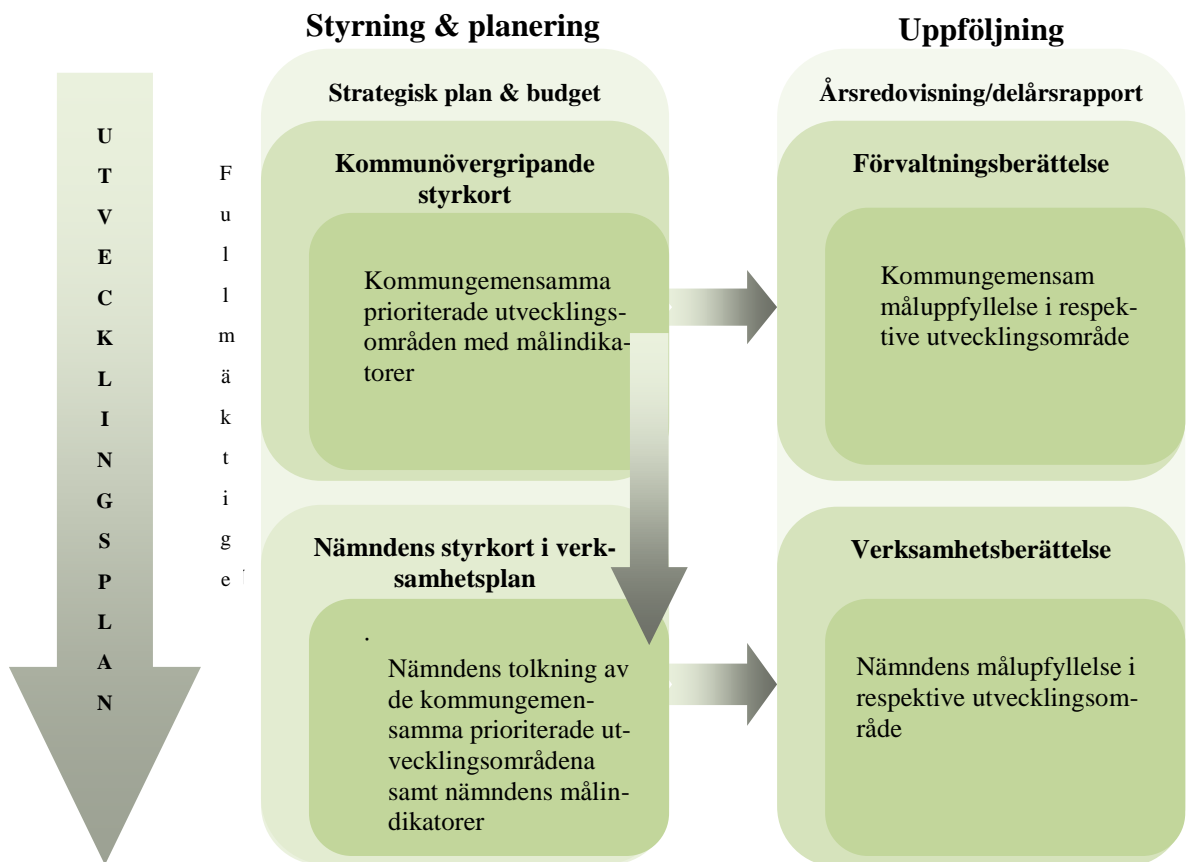 Styrning & planering
Uppföljning
UTVECKLINGSPLAN
Fullmäktige
Strategisk plan & budget
Kommunövergripande
styrkort
Kommungemensamma
prioriterade utvecklings-
områden med målindika-
torer
Nämndens styrkort i verk-
samhetsplan
.
Nämndens tolkning av
de kommungemen-
samma prioriterade ut-
vecklingsområdena
samt nämndens målin-
dikatorer
Årsredovisning/delårsrapport
Förvaltningsberättelse
Kommungemensam
måluppfyllelse i respek-
tive utvecklingsområde
Verksamhetsberättelse
Nämndens målupfyllelse i
respektive utvecklingsom-
råde